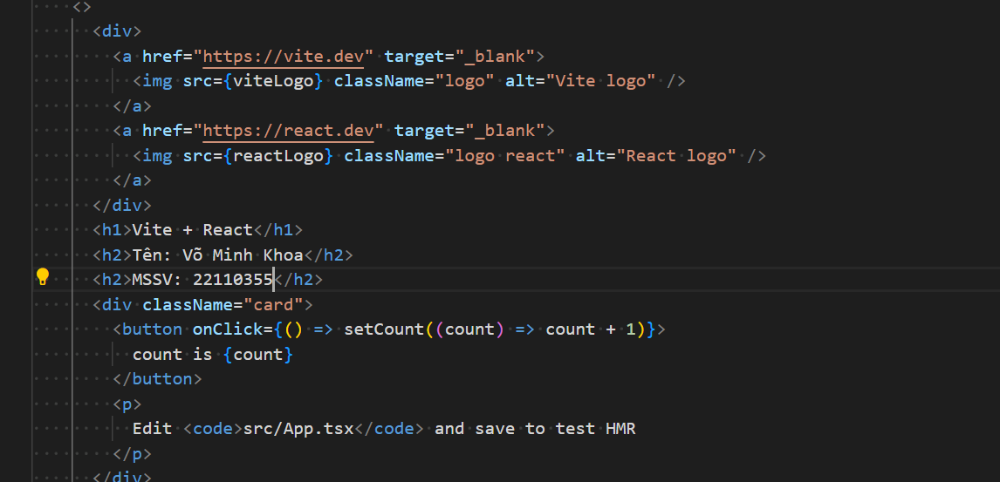 <>
<div>
<a href="https://vite.dev" target="_blank">
<img src={viteLogo} className="logo" alt="Vite logo" />
</a>
<a href="https://react.dev" target="_blank">
<img src={reactLogo} className="logo react" alt="React logo" />
</a>
</div>
<h1>Vite + React</h1>
<h2>Tên: Võ Minh Khoa</h2>
<h2>MSSV: 22110355</h2>
<div className="card">
<button onClick={() => setCount((count) => count + 1)}>
count is {count}
</button>
<p>
Edit <code>src/App.tsx</code> and save to test HMR
</p>
</div>